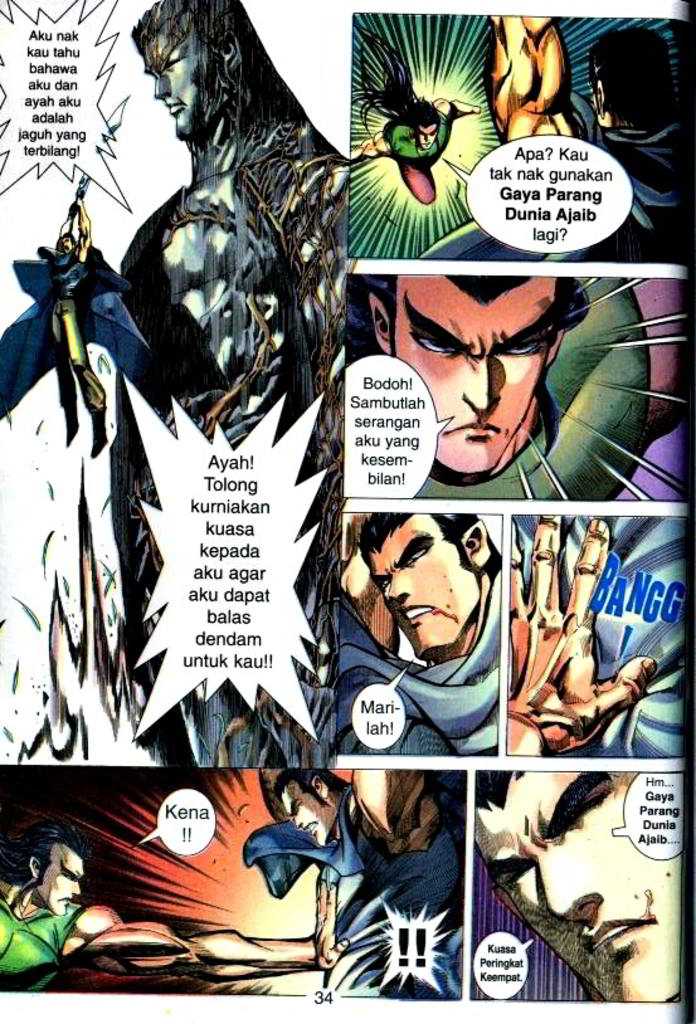 Aku nak
kau tahu
bahawa
aku dan
ayah aku
adalah
jaguh yang
terbilang!
Ayah!
Tolong
kurniakan
kuasa
kepada
aku agar
aku dapat
balas
dendam
untuk kau!!
Apa? Kau
tak nak gunakan
Gaya Parang
Dunia Ajaib
lagi?
Bodoh!
Sambutlah
serangan
aku yang
kesem-
bilan!
Mari-
lah!
BANGG
!
Kena
!!
!!
Hm...
Gaya
Parang
Dunia
Ajaib....
Kuasa
Peringkat
Keempat.
34